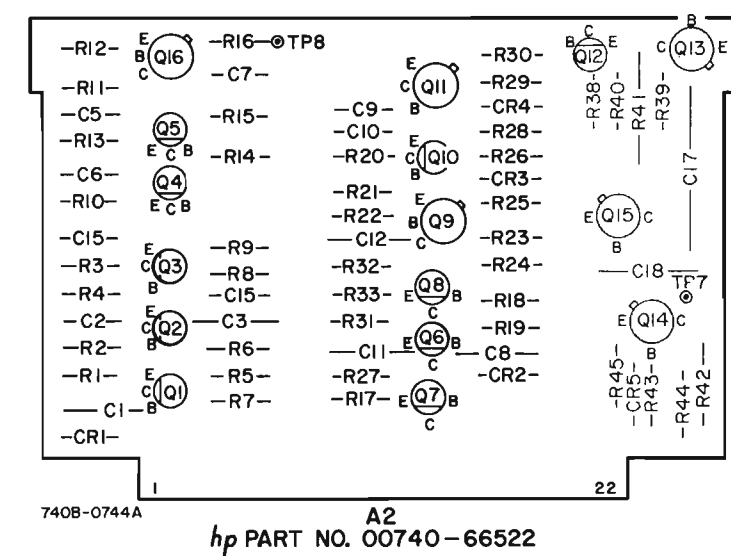 -R12-
-R11-
-C5-
-R13-
-C6-
-R10-
-C15-
-R3-
-R4-
-C2-
-R2-
-R1-
-C1-
-CR1-
E
B
C
Q16
Q5
E C B
Q4
E C B
E
C
B
Q3
E
C
B
Q2
E
C
B
Q1
-R16- TP8
-C7-
-R15-
-R14-
-R9-
-R8-
-C15-
-C3-
-R6-
-R5-
-R7-
-C9-
-C10-
-R20-
-R21-
-R22-
-C12-
-R32-
-R33-
-R31-
-C11-
-R27-
-R17-
E
C
B
Q11
C
B
Q10
E
B
C
Q9
Q8
E B
C
Q6
E B
C
Q7
E B
C
-R30-
-R29-
-CR4-
-R28-
-R26-
-CR3-
-R25-
-R23-
-R24-
-R18-
-R19-
-C8-
-CR2-
C
B E
Q12
B
C Q13 E
-R38-
-R40-
-R41-
-R39-
-C17-
E Q15 C
B
-C18-
TP7
E Q14 C
B
-R45-
-CR5-
-R43-
-R44-
-R42-
1
22
740B-0744A
A2
hp PART NO. 00740-66522